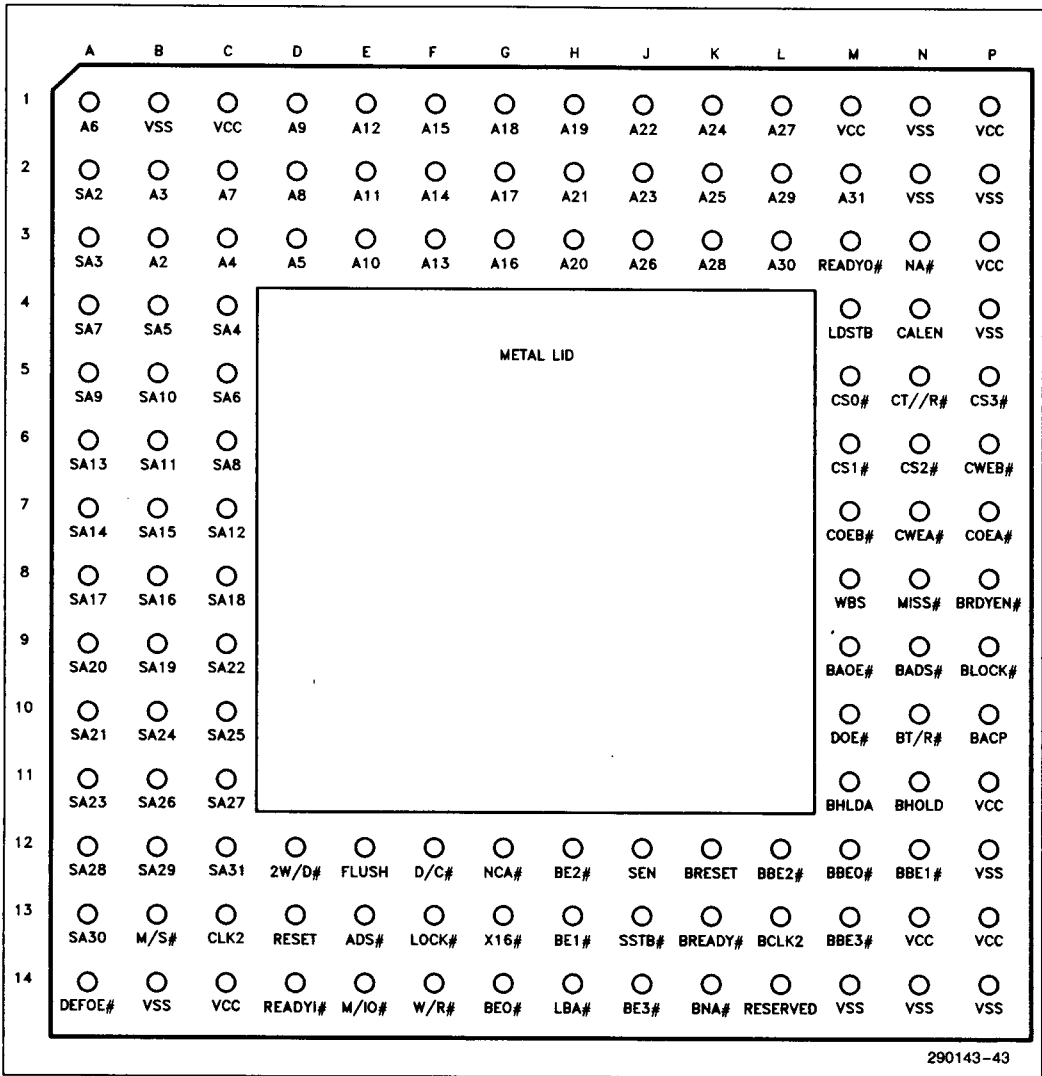 A B C D E F G H J K L M N P
1
A6 VSS VCC A9 A12 A15 A18 A19 A22 A24 A27 VCC VSS VCC
2
SA2 A3 A7 A8 A11 A14 A17 A21 A23 A25 A29 A31 VSS VSS
3
SA3 A2 A4 A5 A10 A13 A16 A20 A26 A28 A30 READYO# NA# VCC
4
SA7 SA5 SA4 LDSTB CALEN VSS
METAL LID
5
SA9 SA10 SA6 CS0# CT//R# CS3#
6
SA13 SA11 SA8 CS1# CS2# CWEB#
7
SA14 SA15 SA12 COEB# CWEA# COEA#
8
SA17 SA16 SA18 WBS MISS# BRDYEN#
9
SA20 SA19 SA22 BAOE# BADS# BLOCK#
10
SA21 SA24 SA25 DOE# BT/R# BACP
11
SA23 SA26 SA27 BHLDA BHOLD VCC
12
SA28 SA29 SA31 2W/D# FLUSH D/C# NCA# BE2# SEN BRESET BBE2# BBE0# BBE1# VSS
13
SA30 M/S# CLK2 RESET ADS# LOCK# X16# BE1# SSTB# BREADY# BCLK2 BBE3# VCC VCC
14
DEFOE# VSS VCC READYI# M/IO# W/R# BE0# LBA# BE3# BNA# RESERVED VSS VSS VSS
290143-43